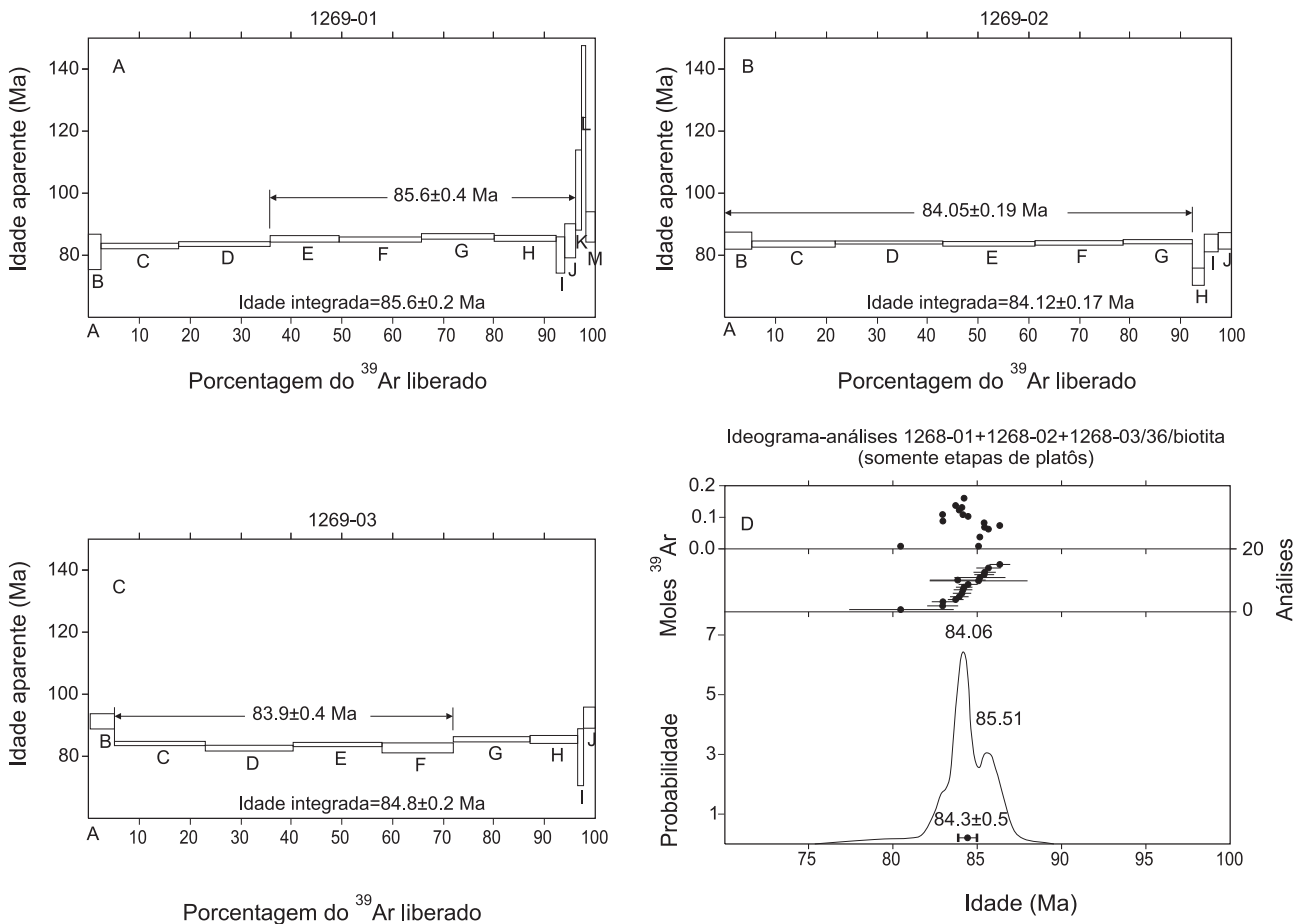 1269-01
Idade aparente (Ma)
140
120
100
80
A
85.6±0.4 Ma
A
B
C
D
E
F
G
H
I
J
K
L
M
Idade integrada=85.6±0.2 Ma
10 20 30 40 50 60 70 80 90 100
Porcentagem do ³⁹Ar liberado
1269-02
Idade aparente (Ma)
140
120
100
80
B
84.05±0.19 Ma
A
B
C
D
E
F
G
H
I
J
Idade integrada=84.12±0.17 Ma
10 20 30 40 50 60 70 80 90 100
Porcentagem do ³⁹Ar liberado
1269-03
Idade aparente (Ma)
140
120
100
80
C
83.9±0.4 Ma
A
B
C
D
E
F
G
H
I
J
Idade integrada=84.8±0.2 Ma
10 20 30 40 50 60 70 80 90 100
Porcentagem do ³⁹Ar liberado
Ideograma-análises 1268-01+1268-02+1268-03/36/biotita
(somente etapas de platôs)
Moles ³⁹Ar
0.2
0.1
0.0
D
20
0
Análises
Probabilidade
7
5
3
1
84.06
85.51
84.3±0.5
75 80 85 90 95 100
Idade (Ma)